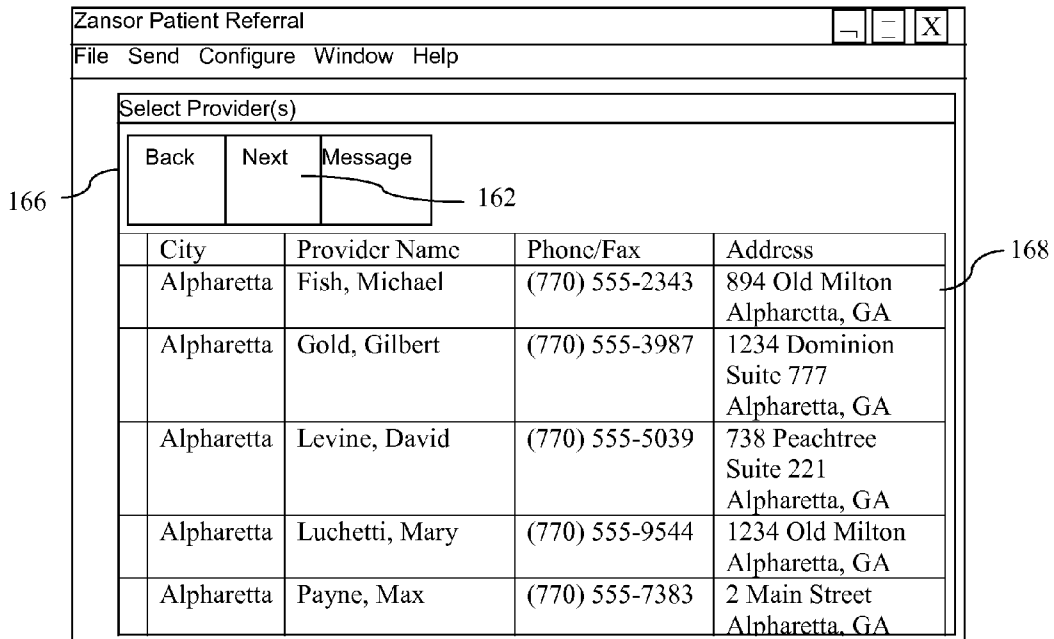 Zansor Patient Referral X
File Send Configure Window Help
Select Provider(s)
Back Next Message
166
162
City Provider Name Phone/Fax Address
168
Alpharetta Fish, Michael (770) 555-2343 894 Old Milton
Alpharetta, GA
Alpharetta Gold, Gilbert (770) 555-3987 1234 Dominion
Suite 777
Alpharetta, GA
Alpharetta Levine, David (770) 555-5039 738 Peachtree
Suite 221
Alpharetta, GA
Alpharetta Luchetti, Mary (770) 555-9544 1234 Old Milton
Alpharetta, GA
Alpharetta Payne, Max (770) 555-7383 2 Main Street
Alpharetta, GA